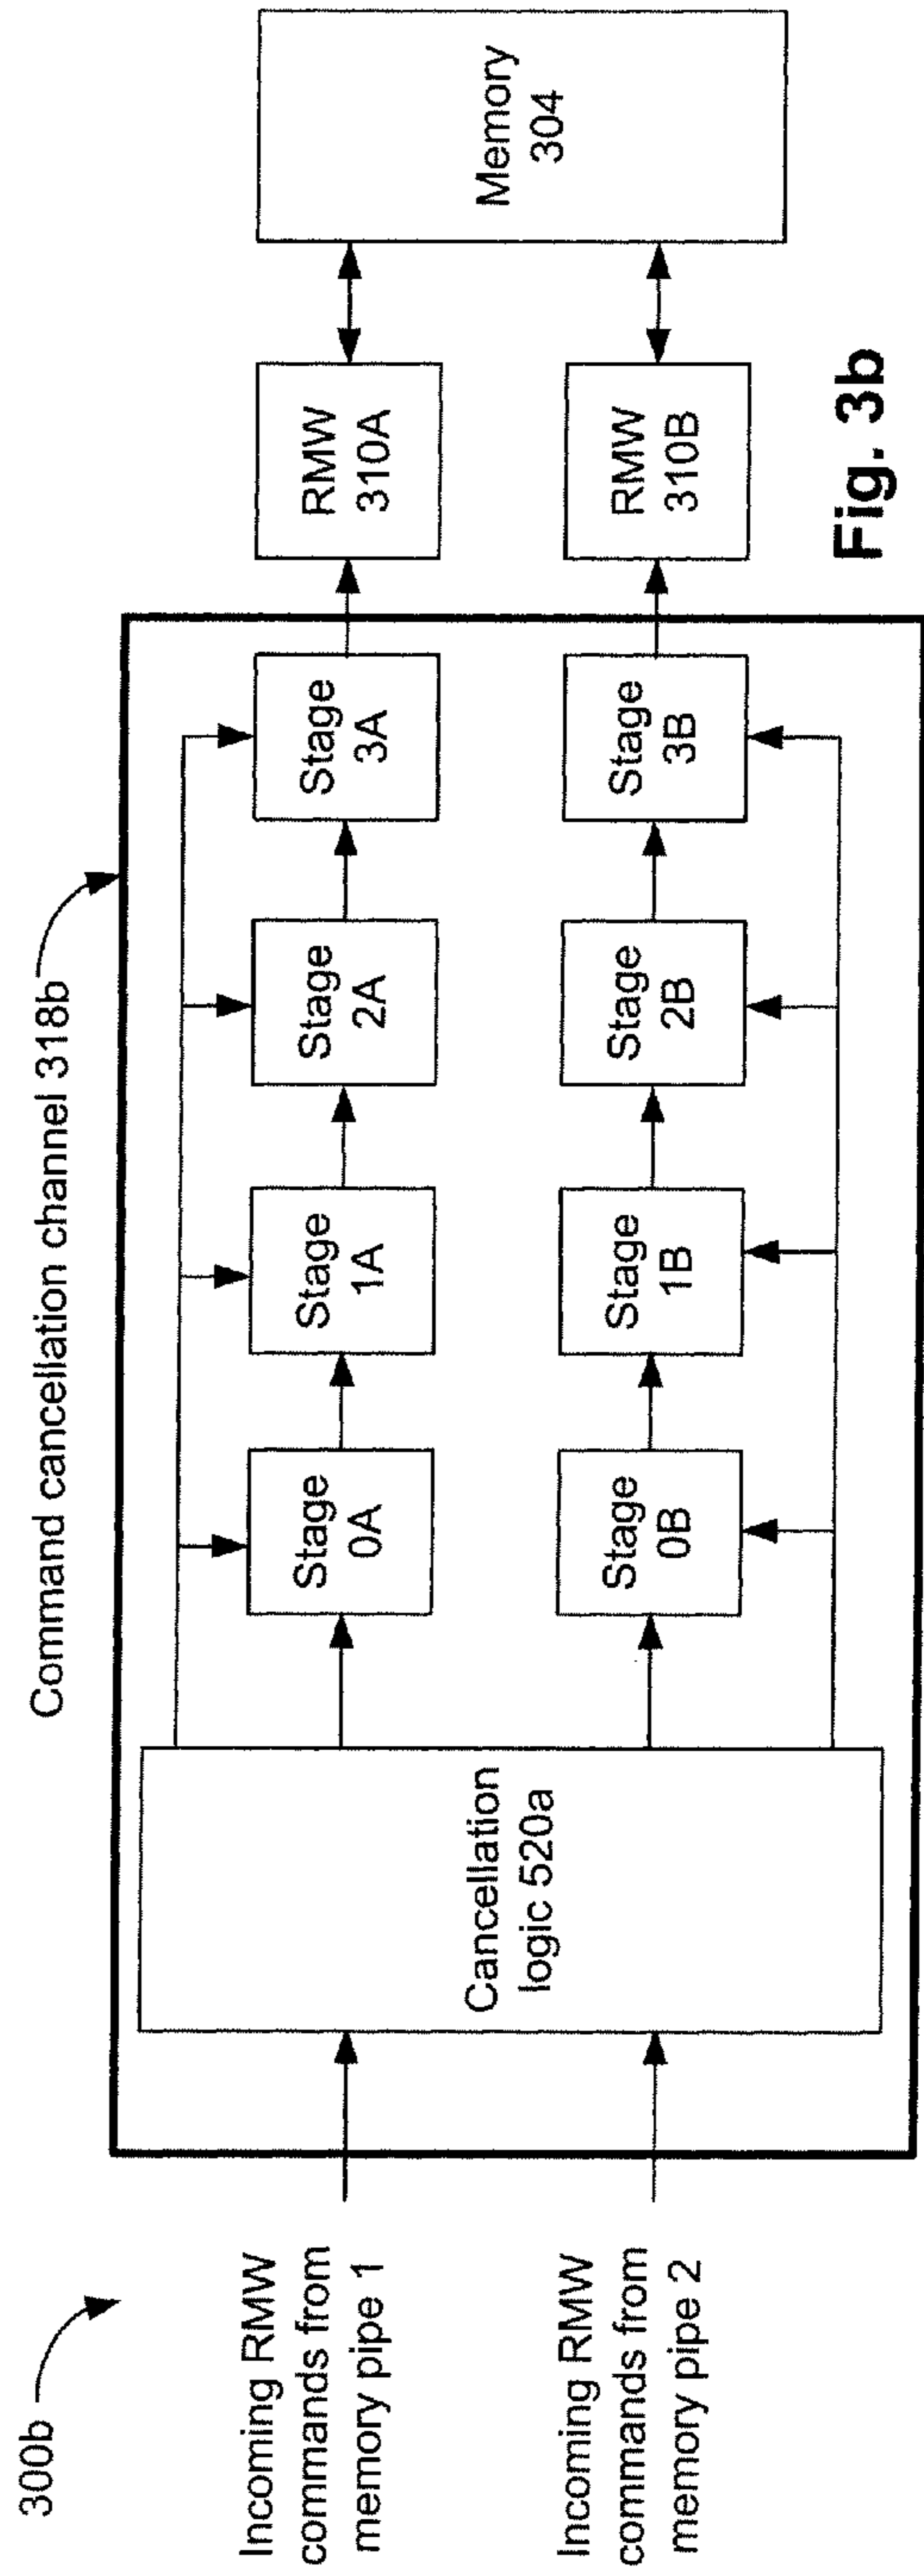 300b
Command cancellation channel 318b
Incoming RMW
commands from
memory pipe 1
Incoming RMW
commands from
memory pipe 2
Cancellation
logic 520a
Stage
0A
Stage
1A
Stage
2A
Stage
3A
RMW
310A
Stage
0B
Stage
1B
Stage
2B
Stage
3B
RMW
310B
Memory
304
Fig. 3b